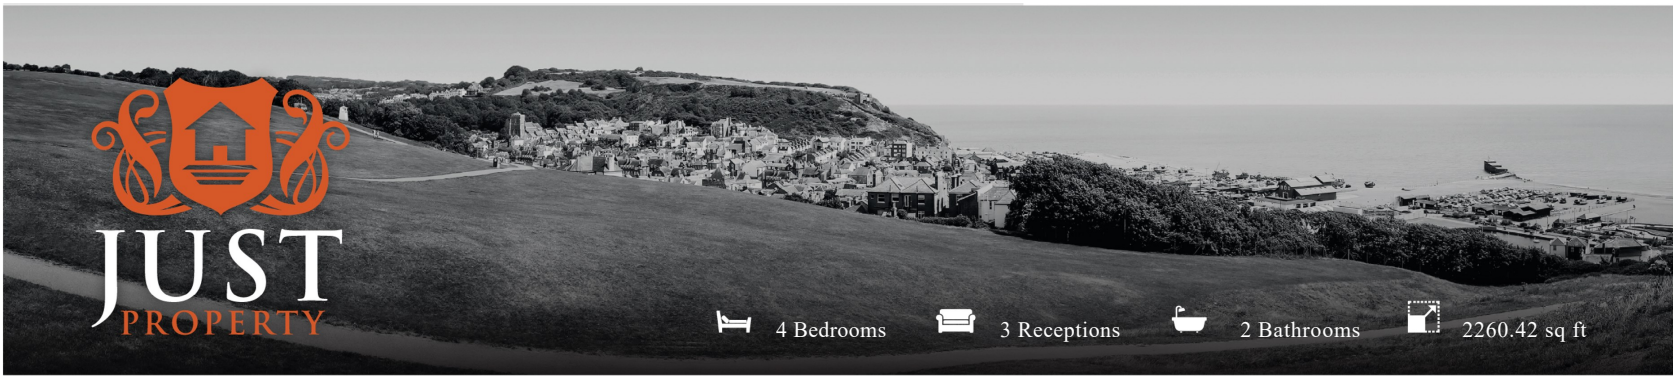 JUST
PROPERTY
4 Bedrooms
3 Receptions
2 Bathrooms
2260.42 sq ft